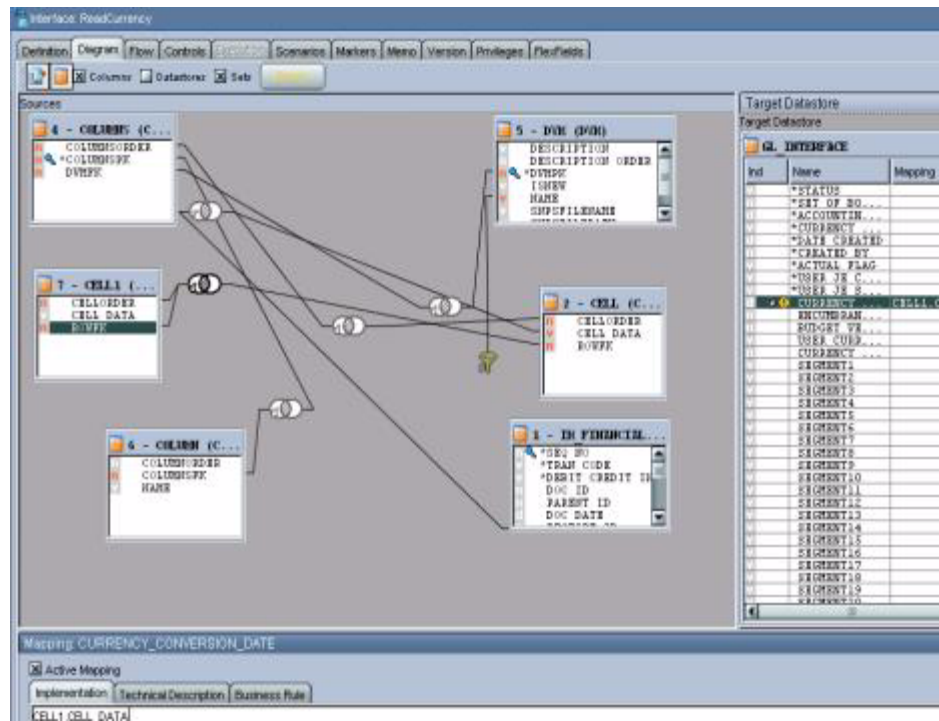 Interface: ReadCurrency
Definition Diagram Flow Controls Execution Scenarios Markers Memo Version Privileges FlexFields
Columns Datastores Sets
Sources
4 - COLUMNS (C...
COLUMNSORDER
*COLUMNSPK
DVMFK
5 - DVM (DVM)
DESCRIPTION
DESCRIPTION ORDER
*DVMPK
ISNEW
NAME
SNPSFILENAME
7 - CELL1 (...
CELLORDER
CELL DATA
ROWFK
2 - CELL (C...
CELLORDER
CELL DATA
ROWFK
6 - COLUMN (C...
COLUMNORDER
COLUMNSFK
NAME
1 - IN_FINANCIAL...
*SEQ NO
*TRAN CODE
*DEBIT CREDIT IN
DOC ID
PARENT ID
DOC DATE
Target Datastore
Target Datastore
GL_INTERFACE
Ind Name Mapping
*STATUS
*SET OF BO...
*ACCOUNTIN...
*CURRENCY ...
*DATE CREATED
*CREATED BY
*ACTUAL FLAG
*USER JE C...
*USER JE S...
CURRENCY ... CELL1.C
ENCUMBRAN...
BUDGET VE...
USER CURR...
CURRENCY ...
SEGMENT1
SEGMENT2
SEGMENT3
SEGMENT4
SEGMENT5
SEGMENT6
SEGMENT7
SEGMENT8
SEGMENT9
SEGMENT10
SEGMENT11
SEGMENT12
SEGMENT13
SEGMENT14
SEGMENT15
SEGMENT16
SEGMENT17
SEGMENT18
SEGMENT19
Mapping: CURRENCY_CONVERSION_DATE
Active Mapping
Implementation Technical Description Business Rule
CELL1.CELL_DATA